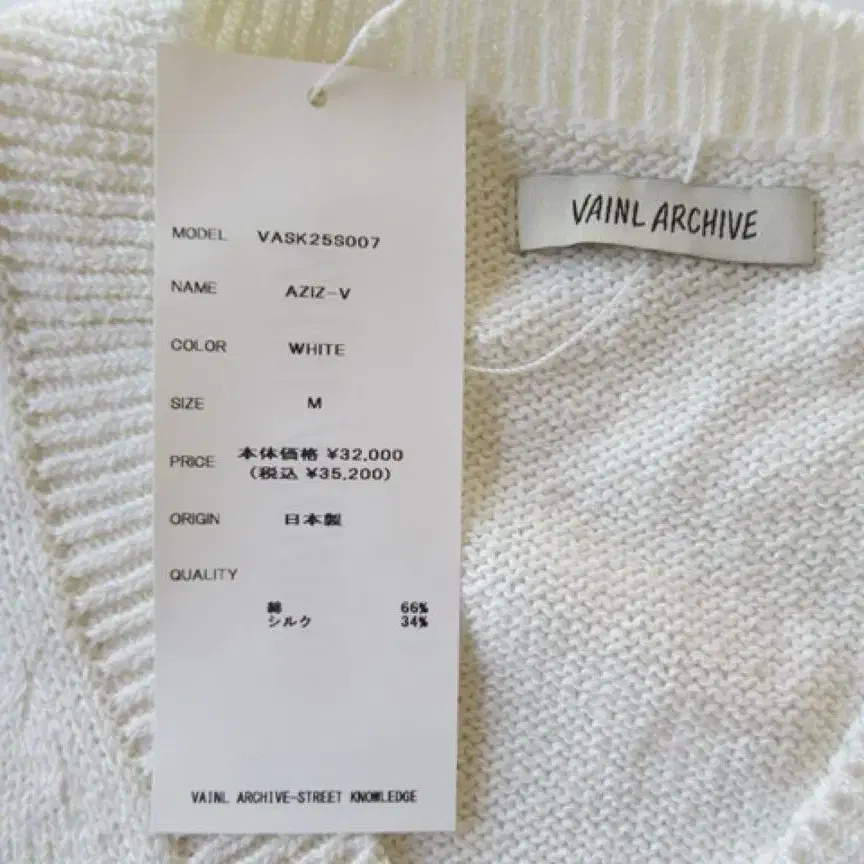 VAINL ARCHIVE
MODEL VASK25S007
NAME AZIZ-V
COLOR WHITE
SIZE M
PRICE 本体価格 ¥32,000
(税込 ¥35,200)
ORIGIN 日本製
QUALITY
綿 66%
シルク 34%
VAINL ARCHIVE-STREET KNOWLEDGE